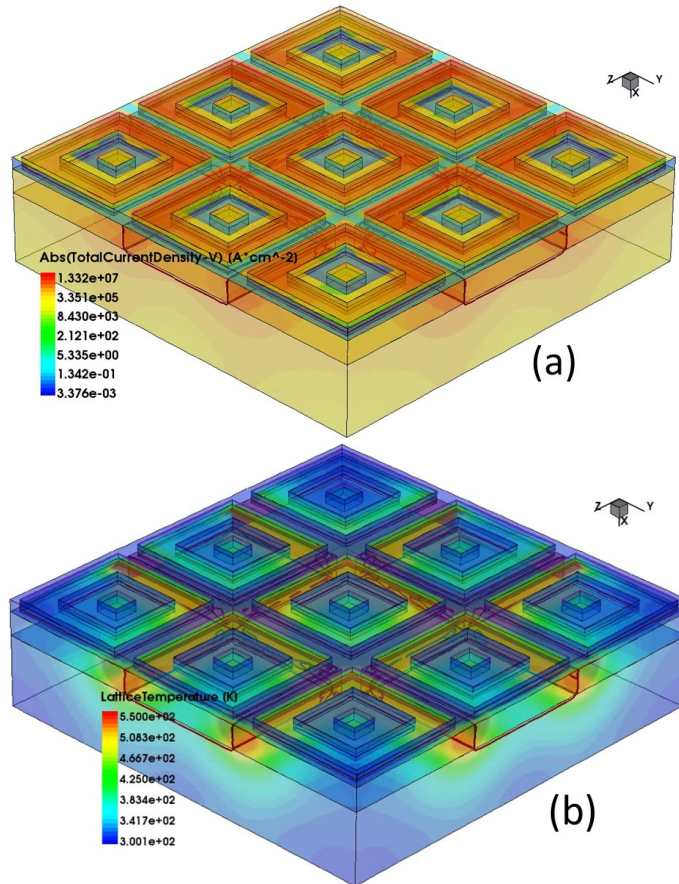 Z Y
X
Abs(TotalCurrentDensity-V) [A*cm^-2]
1.332e+07
3.351e+05
8.430e+03
2.121e+02
5.335e+00
1.342e-01
3.376e-03
(a)
Z Y
X
LatticeTemperature [K]
5.500e+02
5.083e+02
4.667e+02
4.250e+02
3.834e+02
3.417e+02
3.001e+02
(b)